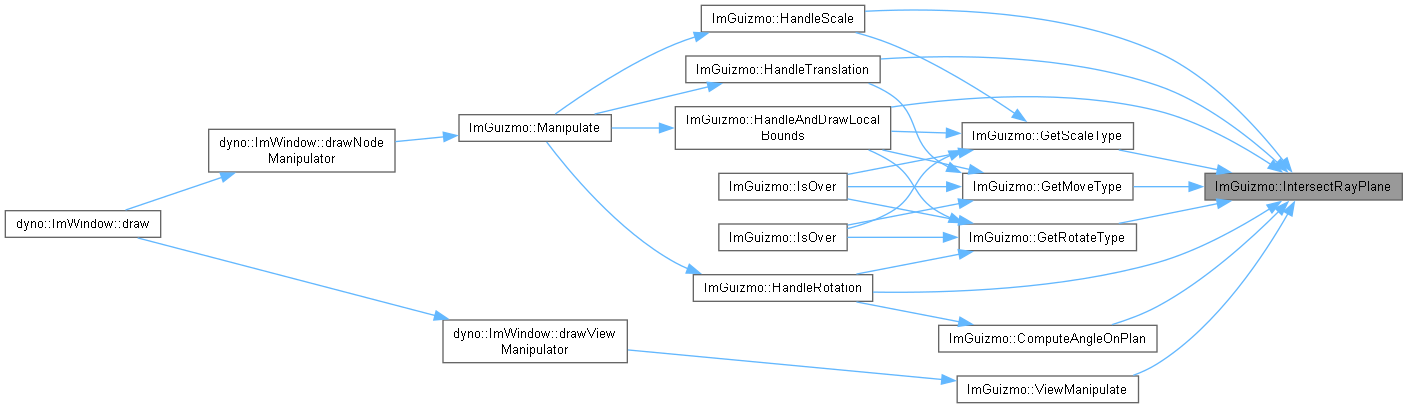 ImGuizmo::HandleScale
ImGuizmo::HandleTranslation
ImGuizmo::HandleAndDrawLocal
Bounds
ImGuizmo::Manipulate
ImGuizmo::GetScaleType
dyno::ImWindow::drawNode
Manipulator
ImGuizmo::IsOver
ImGuizmo::GetMoveType
ImGuizmo::IntersectRayPlane
dyno::ImWindow::draw
ImGuizmo::IsOver
ImGuizmo::GetRotateType
ImGuizmo::HandleRotation
dyno::ImWindow::drawView
Manipulator
ImGuizmo::ComputeAngleOnPlan
ImGuizmo::ViewManipulate